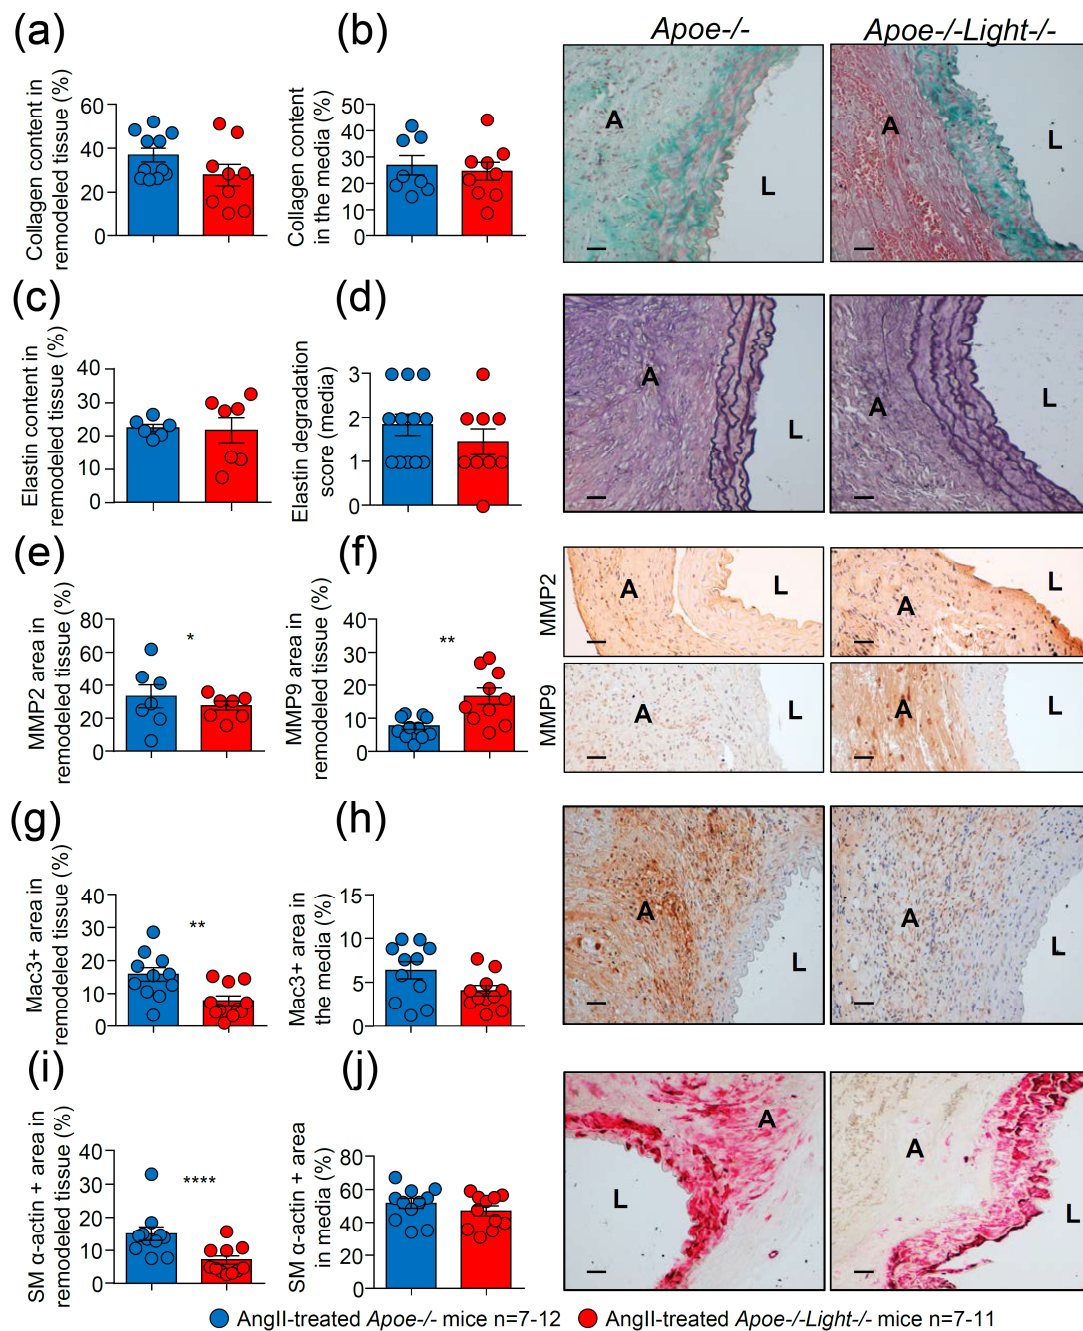 (a)
(b)
Apoe-/-
Apoe-/-Light-/-
Collagen content in
remodeled tissue (%)
60
40
20
0
Collagen content
in the media (%)
50
40
30
20
10
0
A
L
A
L
(c)
(d)
Elastin content in
remodeled tissue (%)
40
30
20
10
0
Elastin degradation
score (media)
3
2
1
0
A
L
A
L
(e)
(f)
MMP2 area in
remodeled tissue (%)
80
60
40
20
0
*
MMP9 area in
remodeled tissue (%)
40
30
20
10
0
**
MMP2
A
L
A
L
MMP9
A
L
A
L
(g)
(h)
Mac3+ area in
remodeled tissue (%)
40
30
20
10
0
**
Mac3+ area in
the media (%)
15
10
5
0
A
L
A
L
(i)
(j)
SM α-actin + area in
remodeled tissue (%)
40
30
20
10
0
****
SM α-actin + area
in media (%)
80
60
40
20
0
A
L
A
L
AngII-treated Apoe-/- mice n=7-12
AngII-treated Apoe-/-Light-/- mice n=7-11